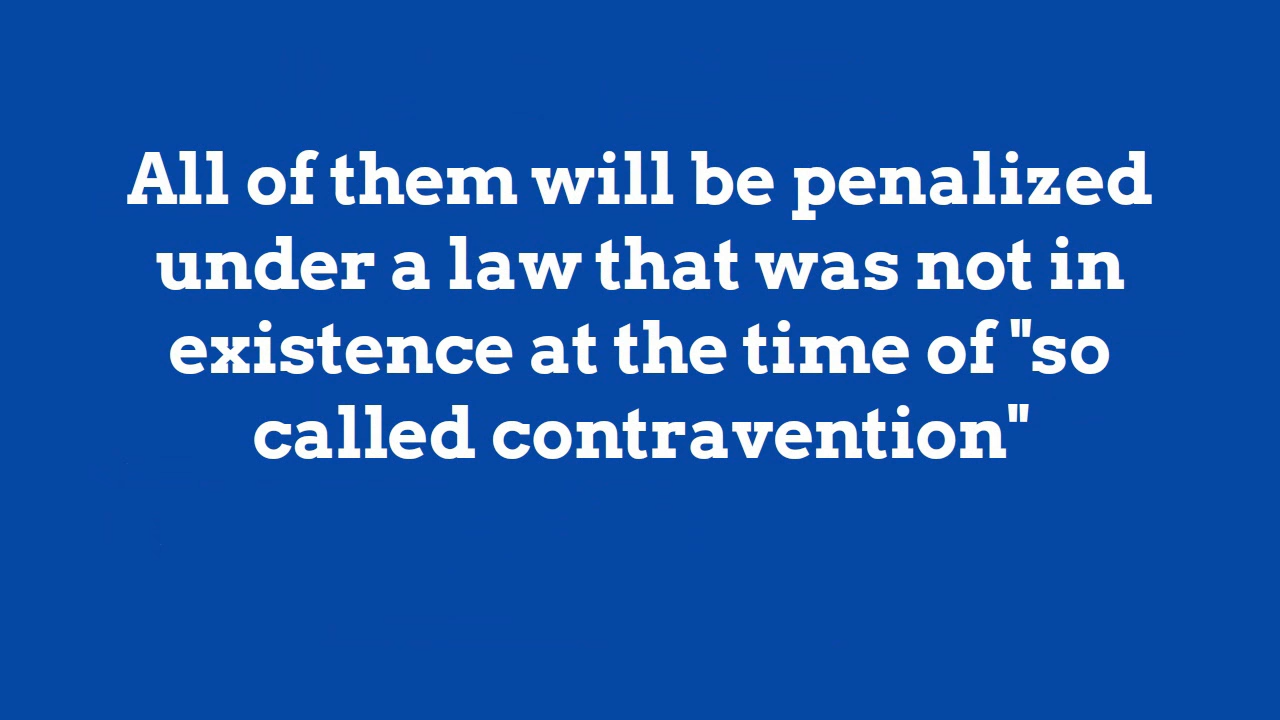 All of them will be penalized
under a law that was not in
existence at the time of "so
called contravention"